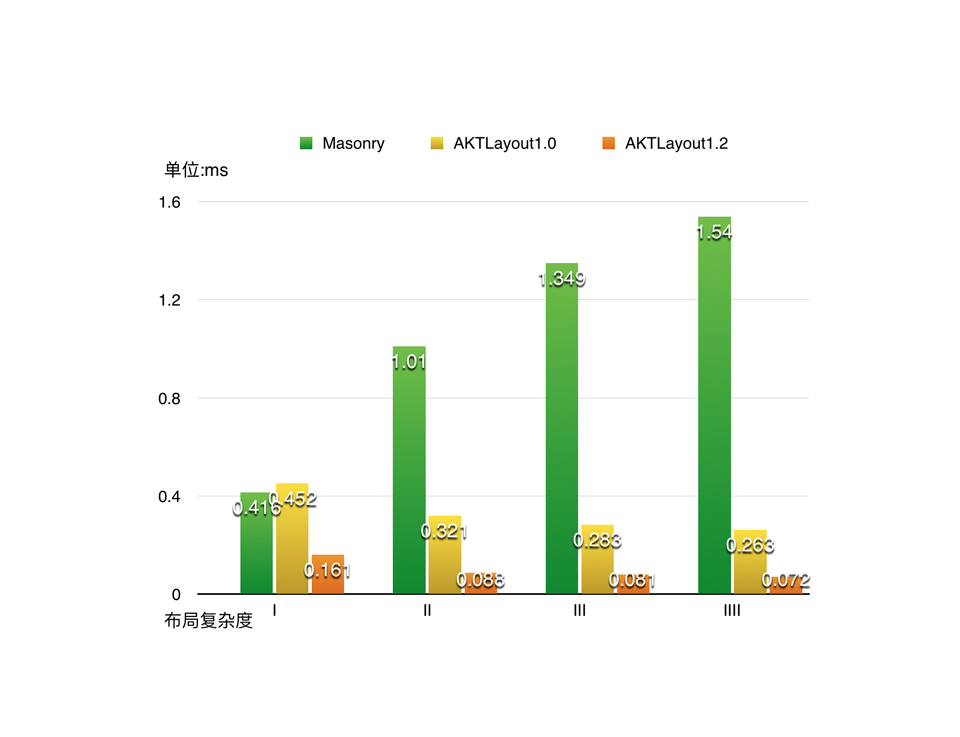 Masonry AKTLayout1.0 AKTLayout1.2
单位:ms
1.6
1.54
1.349
1.2
1.01
0.8
0.4
0.416 0.452 0.161
0.321 0.088
0.283 0.081
0.263 0.072
0
I II III IIII
布局复杂度